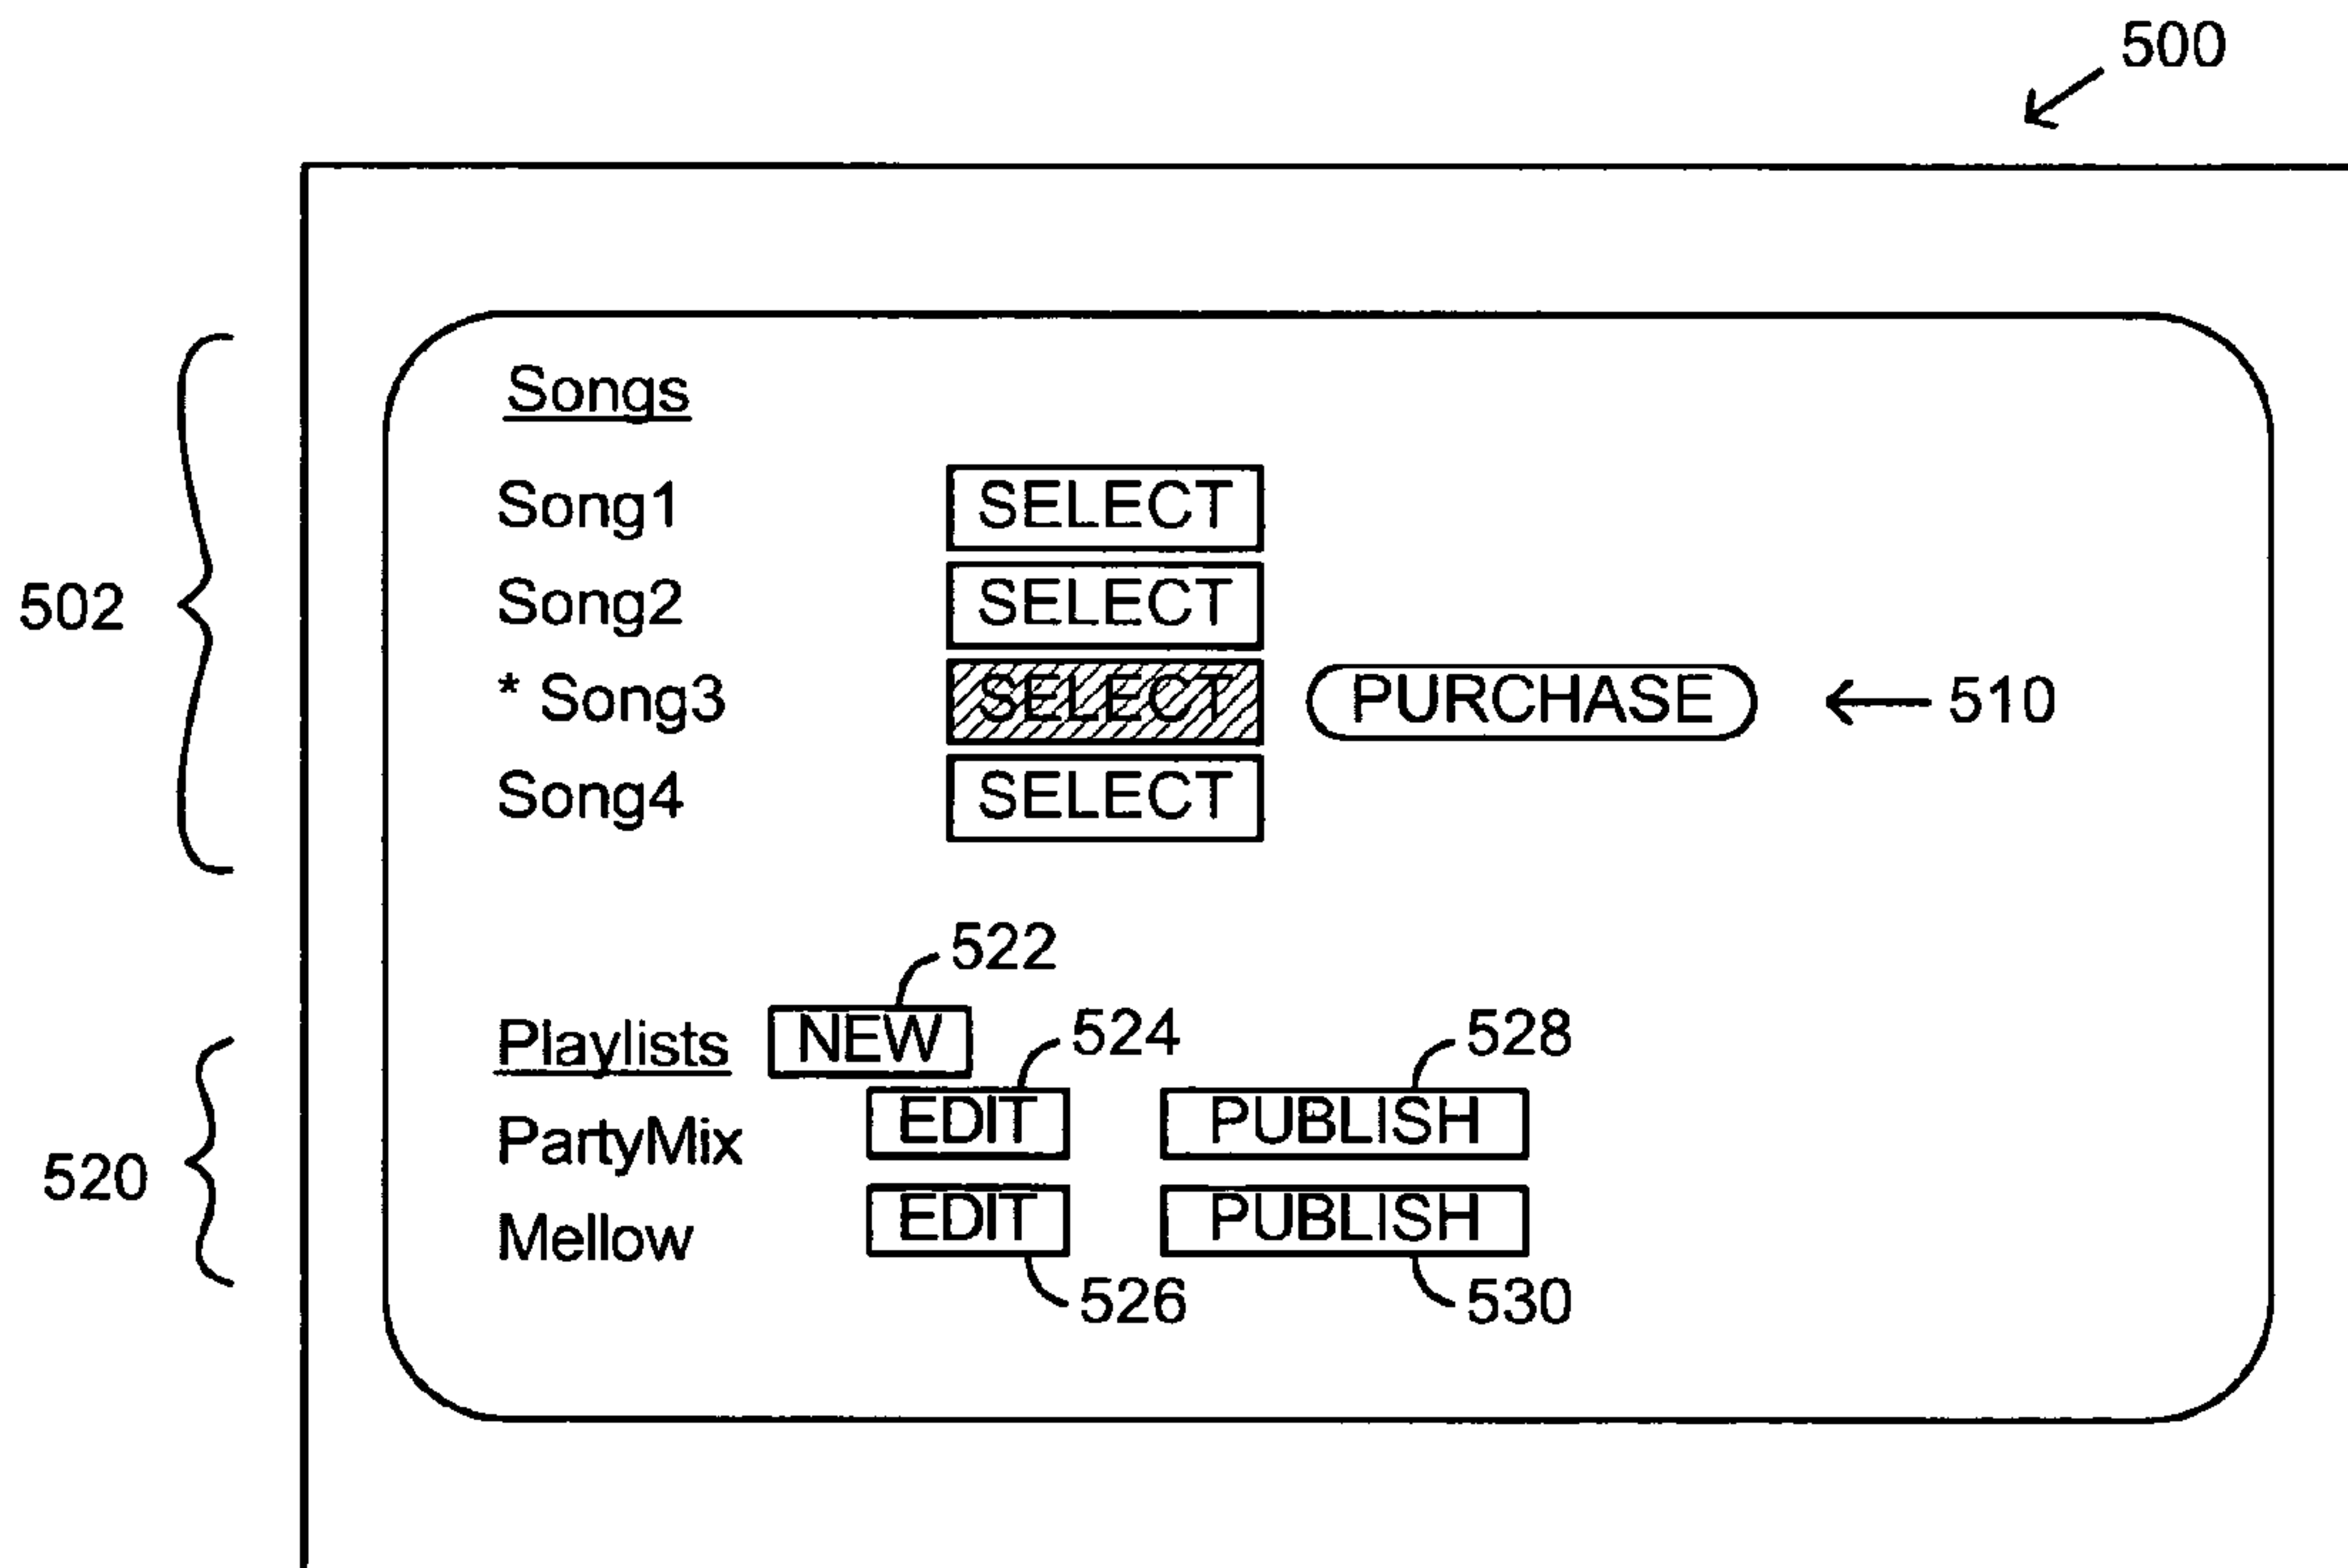 500
Songs
Song1 SELECT
502 Song2 SELECT
* Song3 SELECT PURCHASE 510
Song4 SELECT
522
Playlists NEW 524 528
PartyMix EDIT PUBLISH
520
Mellow EDIT PUBLISH
526 530